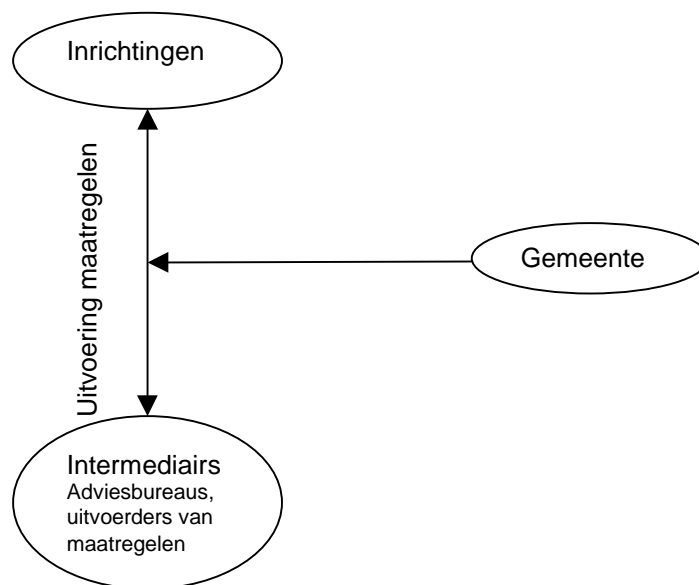 Inrichtingen
Uitvoering maatregelen
Gemeente
Intermediairs
Adviesbureaus,
uitvoerders van
maatregelen